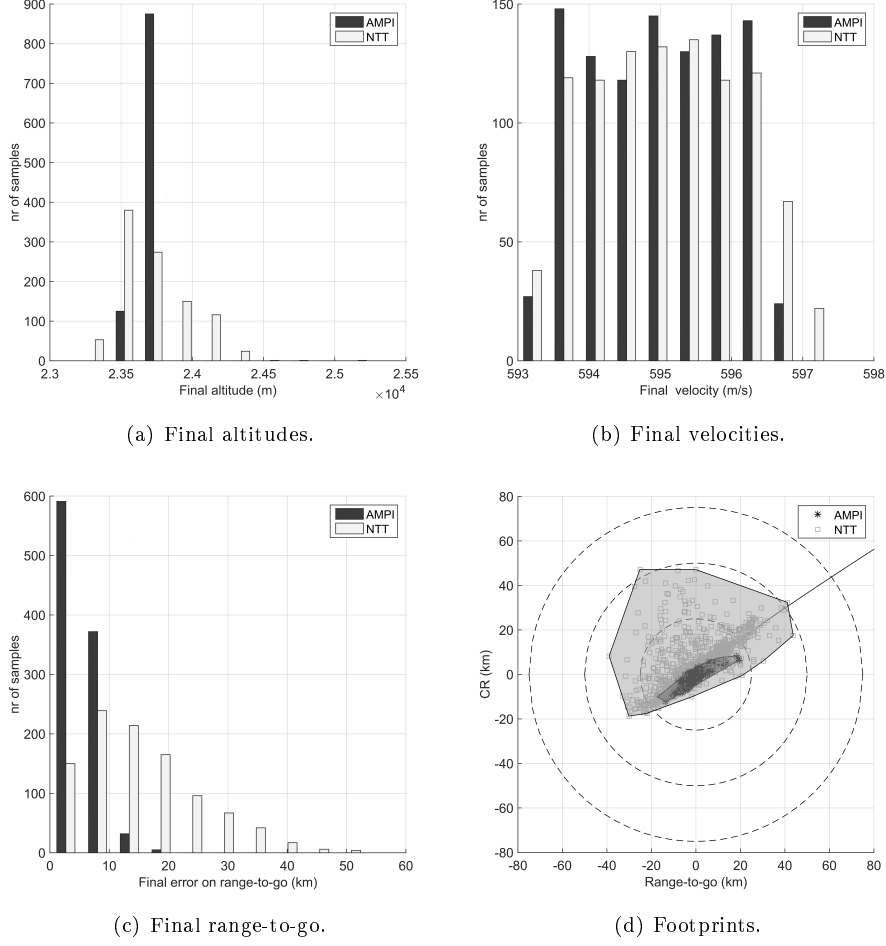 900
800
700
600
500
400
300
200
100
0
nr of samples
AMPI
NTT
2.3 2.35 2.4 2.45 2.5 2.55
Final altitude (m)
×10⁴
(a) Final altitudes.
150
100
50
0
nr of samples
AMPI
NTT
593 594 595 596 597 598
Final velocity (m/s)
(b) Final velocities.
600
500
400
300
200
100
0
nr of samples
AMPI
NTT
0 10 20 30 40 50 60
Final error on range-to-go (km)
(c) Final range-to-go.
80
60
40
20
0
-20
-40
-60
-80
CR (km)
AMPI
NTT
-80 -60 -40 -20 0 20 40 60 80
Range-to-go (km)
(d) Footprints.